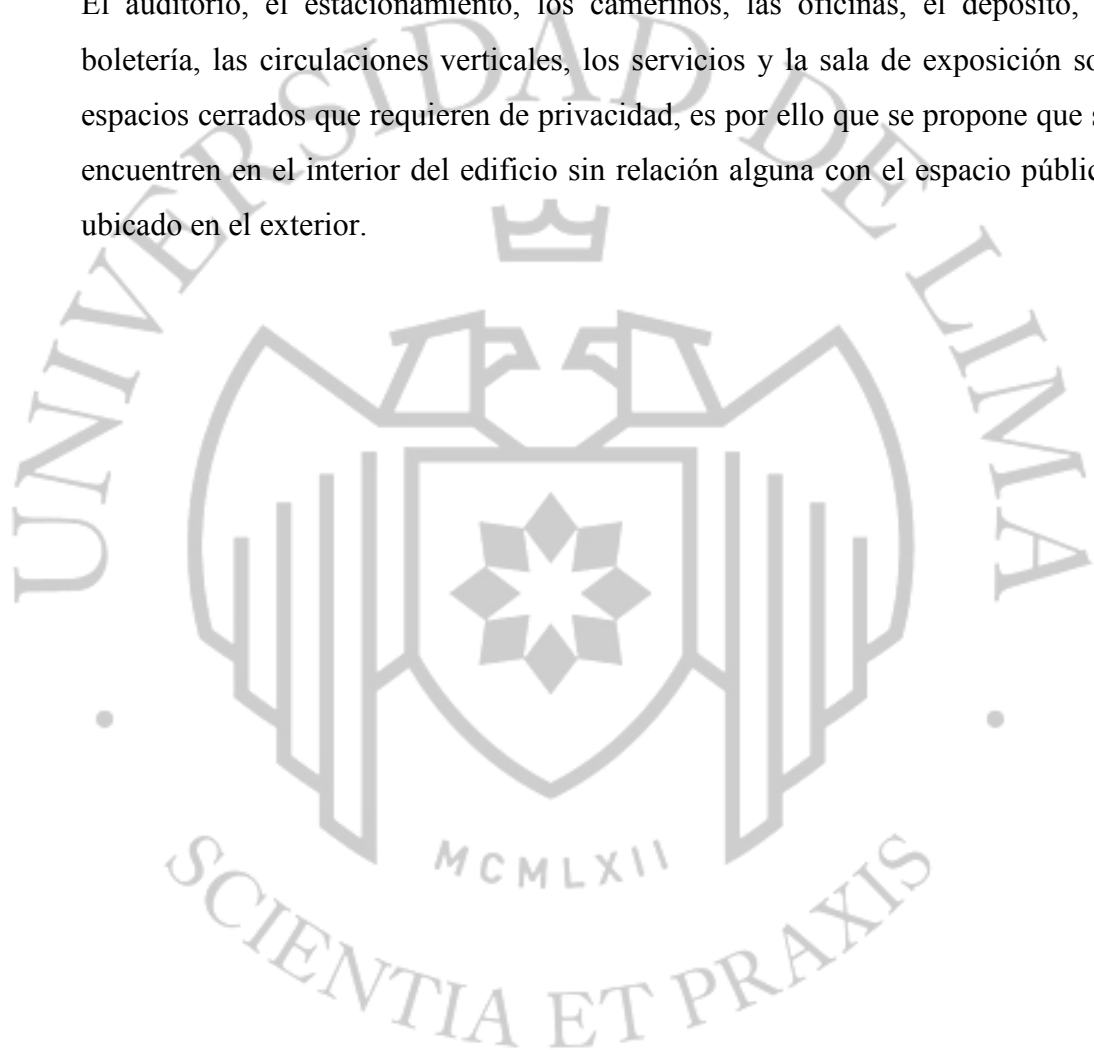 El auditorio, el estacionamiento, los camerinos, las oficinas, el depósito,
boletería, las circulaciones verticales, los servicios y la sala de exposición so
espacios cerrados que requieren de privacidad, es por ello que se propone que s
encuentren en el interior del edificio sin relación alguna con el espacio públic
ubicado en el exterior.
UNIVERSIDAD DE LIMA
MCMLXII
SCIENTIA ET PRAXIS